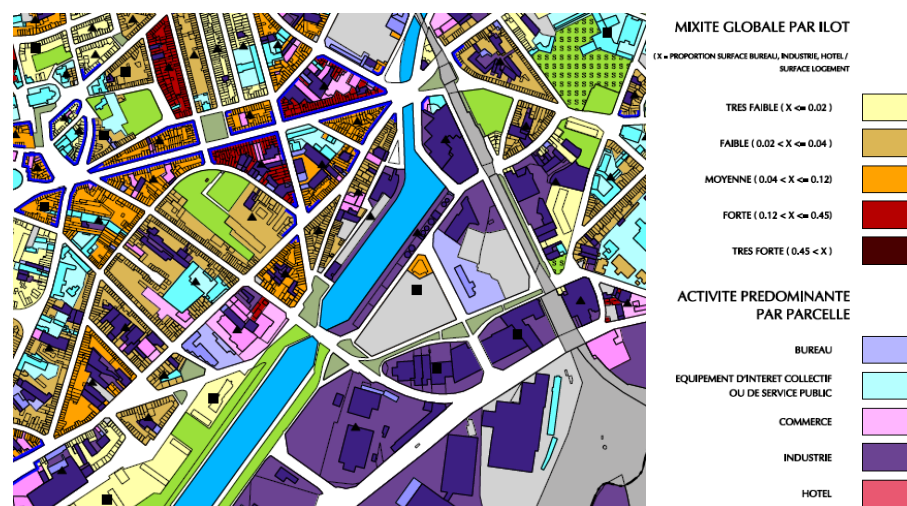 MIXITE GLOBALE PAR ILOT
( X = PROPORTION SURFACE BUREAU, INDUSTRIE, HOTEL /
SURFACE LOGEMENT
TRES FAIBLE ( X <= 0.02 )
FAIBLE ( 0.02 < X <= 0.04 )
MOYENNE ( 0.04 < X <= 0.12)
FORTE ( 0.12 < X <= 0.45)
TRES FORTE ( 0.45 < X )
ACTIVITE PREDOMINANTE
PAR PARCELLE
BUREAU
EQUIPEMENT D'INTERET COLLECTIF
OU DE SERVICE PUBLIC
COMMERCE
INDUSTRIE
HOTEL